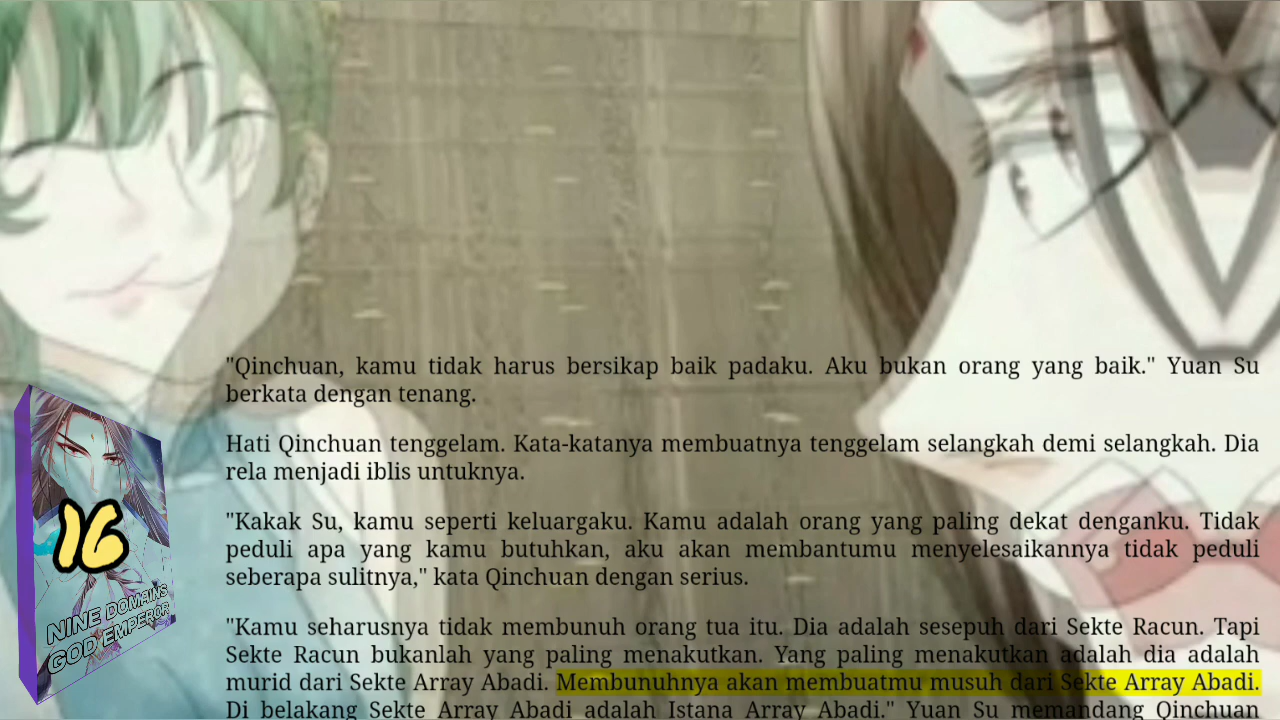 "Qinchuan, kamu tidak harus bersikap baik padaku. Aku bukan orang yang baik." Yuan Su
berkata dengan tenang.
Hati Qinchuan tenggelam. Kata-katanya membuatnya tenggelam selangkah demi selangkah. Dia
rela menjadi iblis untuknya.
"Kakak Su, kamu seperti keluargaku. Kamu adalah orang yang paling dekat denganku. Tidak
peduli apa yang kamu butuhkan, aku akan membantumu menyelesaikannya tidak peduli
seberapa sulitnya," kata Qinchuan dengan serius.
"Kamu seharusnya tidak membunuh orang tua itu. Dia adalah sesepuh dari Sekte Racun. Tapi
Sekte Racun bukanlah yang paling menakutkan. Yang paling menakutkan adalah dia adalah
murid dari Sekte Array Abadi. Membunuhnya akan membuatmu musuh dari Sekte Array Abadi.
Di belakang Sekte Array Abadi adalah Istana Array Abadi." Yuan Su memandang Qinchuan
16
NINE DOMAINS
GOD EMPEROR